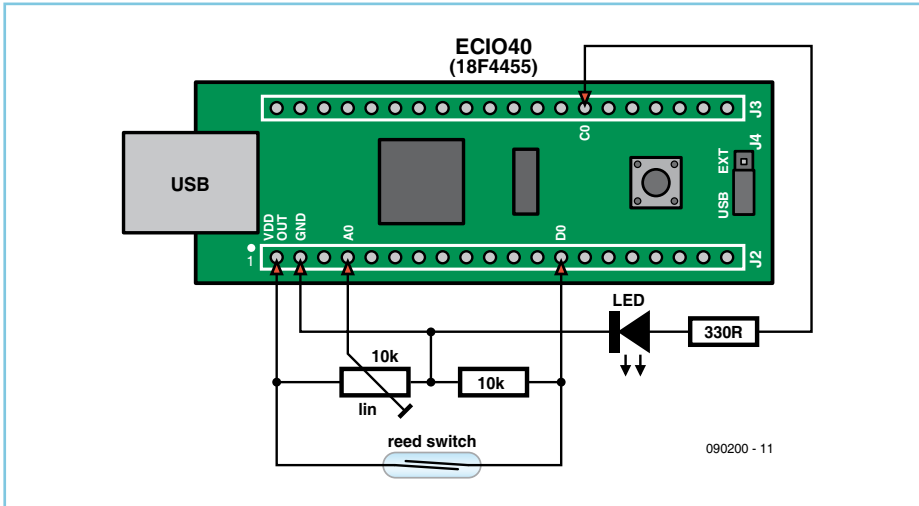 ECIO40
(18F4455)
J3
C0
J4
EXT
USB
USB
VDD
OUT
GND
A0
D0
1
J2
LED
330R
10k
10k
lin
reed switch
090200 - 11